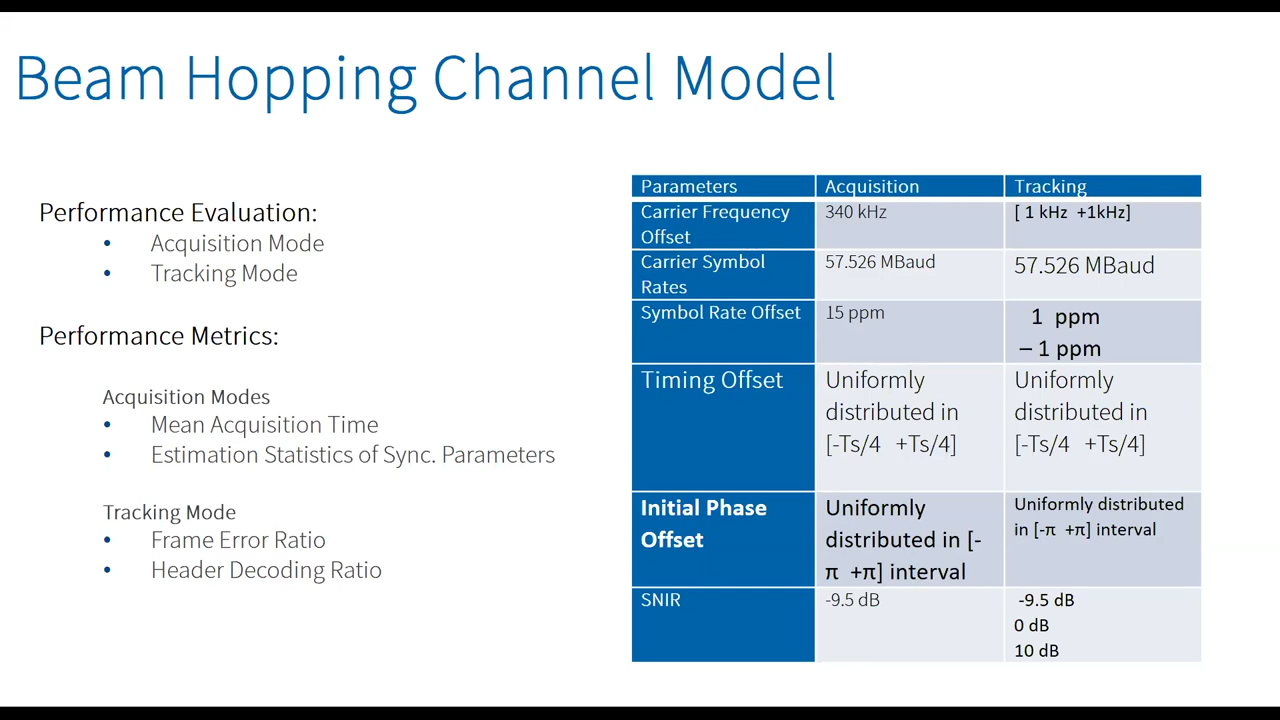 Beam Hopping Channel Model
Performance Evaluation:
• Acquisition Mode
• Tracking Mode
Performance Metrics:
Acquisition Modes
• Mean Acquisition Time
• Estimation Statistics of Sync. Parameters
Tracking Mode
• Frame Error Ratio
• Header Decoding Ratio
Parameters Acquisition Tracking
Carrier Frequency 340 kHz [ 1 kHz +1kHz]
Offset
Carrier Symbol 57.526 MBaud 57.526 MBaud
Rates
Symbol Rate Offset 15 ppm 1 ppm
– 1 ppm
Timing Offset Uniformly Uniformly
distributed in distributed in
[-Ts/4 +Ts/4] [-Ts/4 +Ts/4]
Initial Phase Uniformly Uniformly distributed
Offset distributed in [- in [-π +π] interval
π +π] interval
SNIR -9.5 dB -9.5 dB
0 dB
10 dB